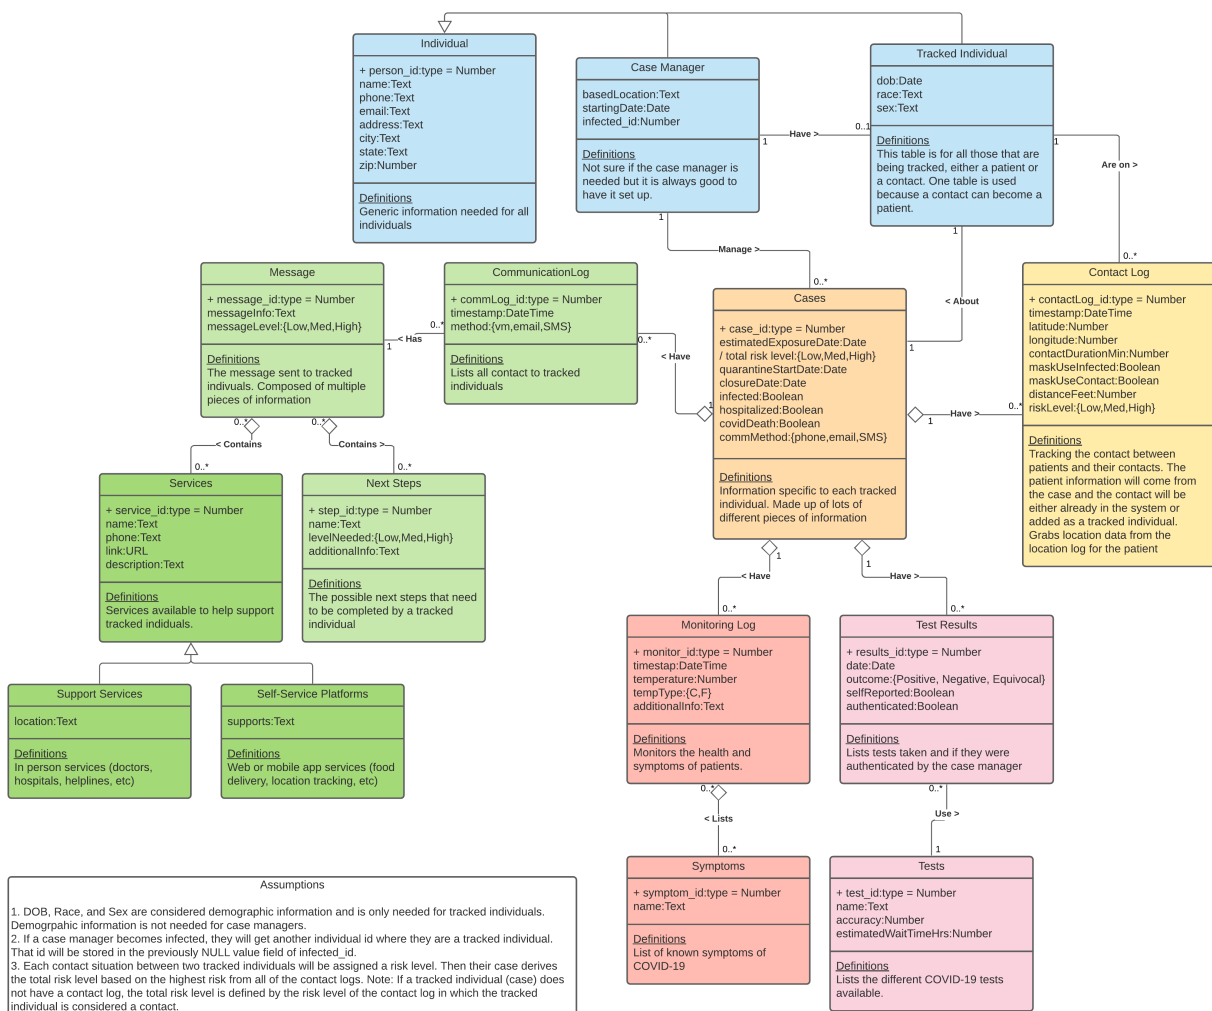 Individual
+ person_id:type = Number
name:Text
phone:Text
email:Text
address:Text
city:Text
state:Text
zip:Number
Definitions
Generic information needed for all
individuals
Case Manager
basedLocation:Text
startingDate:Date
infected_id:Number
Definitions
Not sure if the case manager is
needed but it is always good to
have it set up.
1
Have >
0..1
Tracked Individual
dob:Date
race:Text
sex:Text
Definitions
This table is for all those that are
being tracked, either a patient or
a contact. One table is used
because a contact can become a
patient.
1
Are on >
0..*
1
Manage >
0..*
1
< About
1
Message
+ message_id:type = Number
messageInfo:Text
messageLevel:{Low,Med,High}
Definitions
The message sent to tracked
indivuals. Composed of multiple
pieces of information
1
< Has
0..*
CommunicationLog
+ commLog_id:type = Number
timestamp:DateTime
method:{vm,email,SMS}
Definitions
Lists all contact to tracked
individuals
0..*
< Have
1
Cases
+ case_id:type = Number
estimatedExposureDate:Date
/ total risk level:{Low,Med,High}
quarantineStartDate:Date
closureDate:Date
infected:Boolean
hospitalized:Boolean
covidDeath:Boolean
commMethod:{phone,email,SMS}
Definitions
Information specific to each tracked
individual. Made up of lots of
different pieces of information
1
Have >
0..*
Contact Log
+ contactLog_id:type = Number
timestamp:DateTime
latitude:Number
longitude:Number
contactDurationMin:Number
maskUseInfected:Boolean
maskUseContact:Boolean
distanceFeet:Number
riskLevel:{Low,Med,High}
Definitions
Tracking the contact between
patients and their contacts. The
patient information will come from
the case and the contact will be
either already in the system or
added as a tracked individual.
Grabs location data from the
location log for the patient
0..*
< Contains
0..*
0..*
Contains >
0..*
Services
+ service_id:type = Number
name:Text
phone:Text
link:URL
description:Text
Definitions
Services available to help support
tracked indiduals.
Next Steps
+ step_id:type = Number
name:Text
levelNeeded:{Low,Med,High}
additionalInfo:Text
Definitions
The possible next steps that need
to be completed by a tracked
individual
1
< Have
0..*
1
Have >
0..*
Support Services
location:Text
Definitions
In person services (doctors,
hospitals, helplines, etc)
Self-Service Platforms
supports:Text
Definitions
Web or mobile app services (food
delivery, location tracking, etc)
Monitoring Log
+ monitor_id:type = Number
timestap:DateTime
temperature:Number
tempType:{C,F}
additionalInfo:Text
Definitions
Monitors the health and
symptoms of patients.
Test Results
+ results_id:type = Number
date:Date
outcome:{Positive, Negative, Equivocal}
selfReported:Boolean
authenticated:Boolean
Definitions
Lists tests taken and if they were
authenticated by the case manager
0..*
< Lists
0..*
0..*
Use >
1
Symptoms
+ symptom_id:type = Number
name:Text
Definitions
List of known symptoms of
COVID-19
Tests
+ test_id:type = Number
name:Text
accuracy:Number
estimatedWaitTimeHrs:Number
Definitions
Lists the different COVID-19 tests
available.
Assumptions
1. DOB, Race, and Sex are considered demographic information and is only needed for tracked individuals.
Demogrpahic information is not needed for case managers.
2. If a case manager becomes infected, they will get another individual id where they are a tracked individual.
That id will be stored in the previously NULL value field of infected_id.
3. Each contact situation between two tracked individuals will be assigned a risk level. Then their case derives
the total risk level based on the highest risk from all of the contact logs. Note: If a tracked individual (case) does
not have a contact log, the total risk level is defined by the risk level of the contact log in which the tracked
individual is considered a contact.